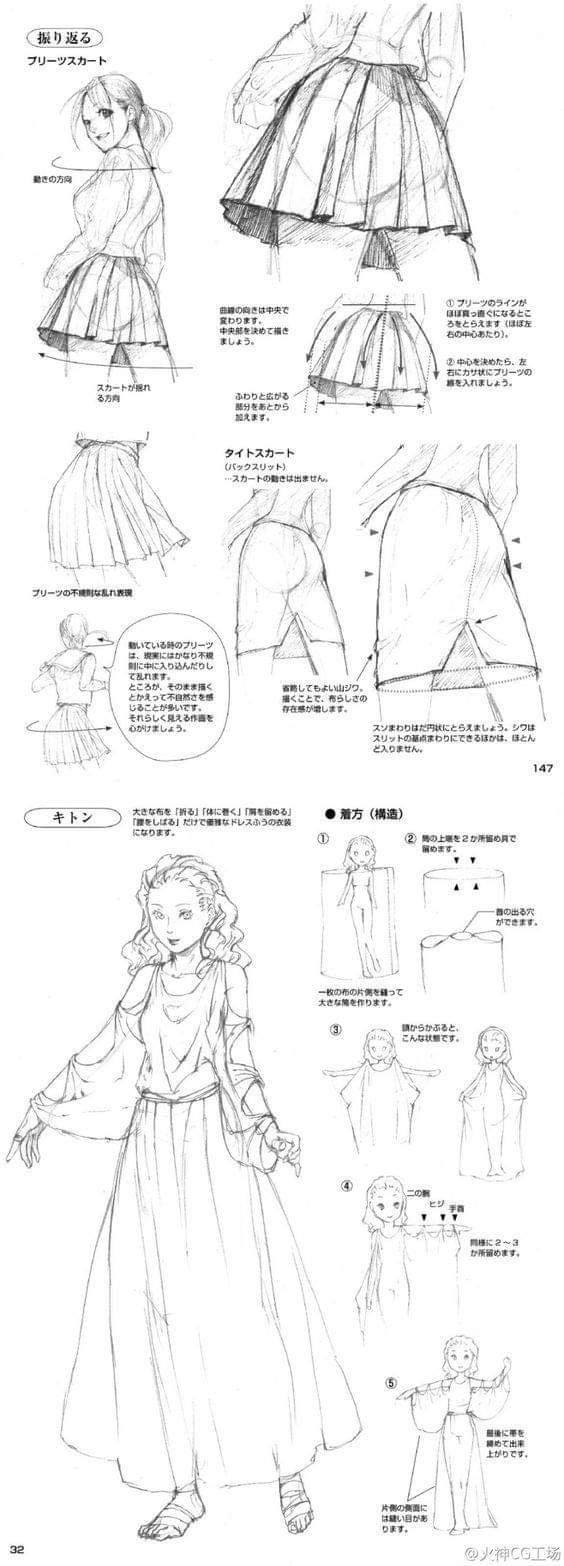 振り返る
プリーツスカート
動きの方向
スカートが揺れ
る方向
曲線の向きは中央で
変わります。
中央部を決めて描き
ましょう。
① プリーツのラインが
ほぼ真っ直ぐになるとこ
ろをとらえます（ほぼ左
右の中心あたり）。
② 中心を決めたら、左
右にカサ状にプリーツの
線を入れましょう。
ふわりと広がる
部分をあとから
加えます。
タイトスカート
（バックスリット）
…スカートの動きは出ません。
プリーツの不規則な乱れ表現
動いている時のプリーツ
は、現実にはかなり不規
則に中に入り込んだりし
て乱れます。
ところが、そのまま描く
とかえって不自然さを感
じることが多いです。
それらしく見える作画を
心がけましょう。
省略してもよい山ジワ。
描くことで、布らしさの
存在感が増します。
スソまわりはだ円状にとらえましょう。シワは
スリットの基点まわりにできるほかは、ほとん
ど入りません。
147
キトン
大きな布を「折る」「体に巻く」「肩を留める」
「腰をしばる」だけで優雅なドレスふうの衣装
になります。
● 着方（構造）
①
一枚の布の片側を縫って
大きな筒を作ります。
② 筒の上端を２か所留め具で
留めます。
首の出る穴
ができます。
③
頭からかぶると、
こんな状態です。
④
二の腕
ヒジ
手首
同様に２～３
か所留めます。
⑤
最後に帯を
締めて出来
上がりです。
片側の側面に
は縫い目があ
ります。
32
@火神CG工场